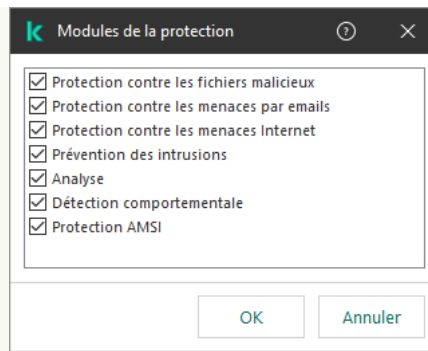 Modules de la protection
Protection contre les fichiers malicieux
Protection contre les menaces par emails
Protection contre les menaces Internet
Prévention des intrusions
Analyse
Détection comportementale
Protection AMSI
OK Annuler